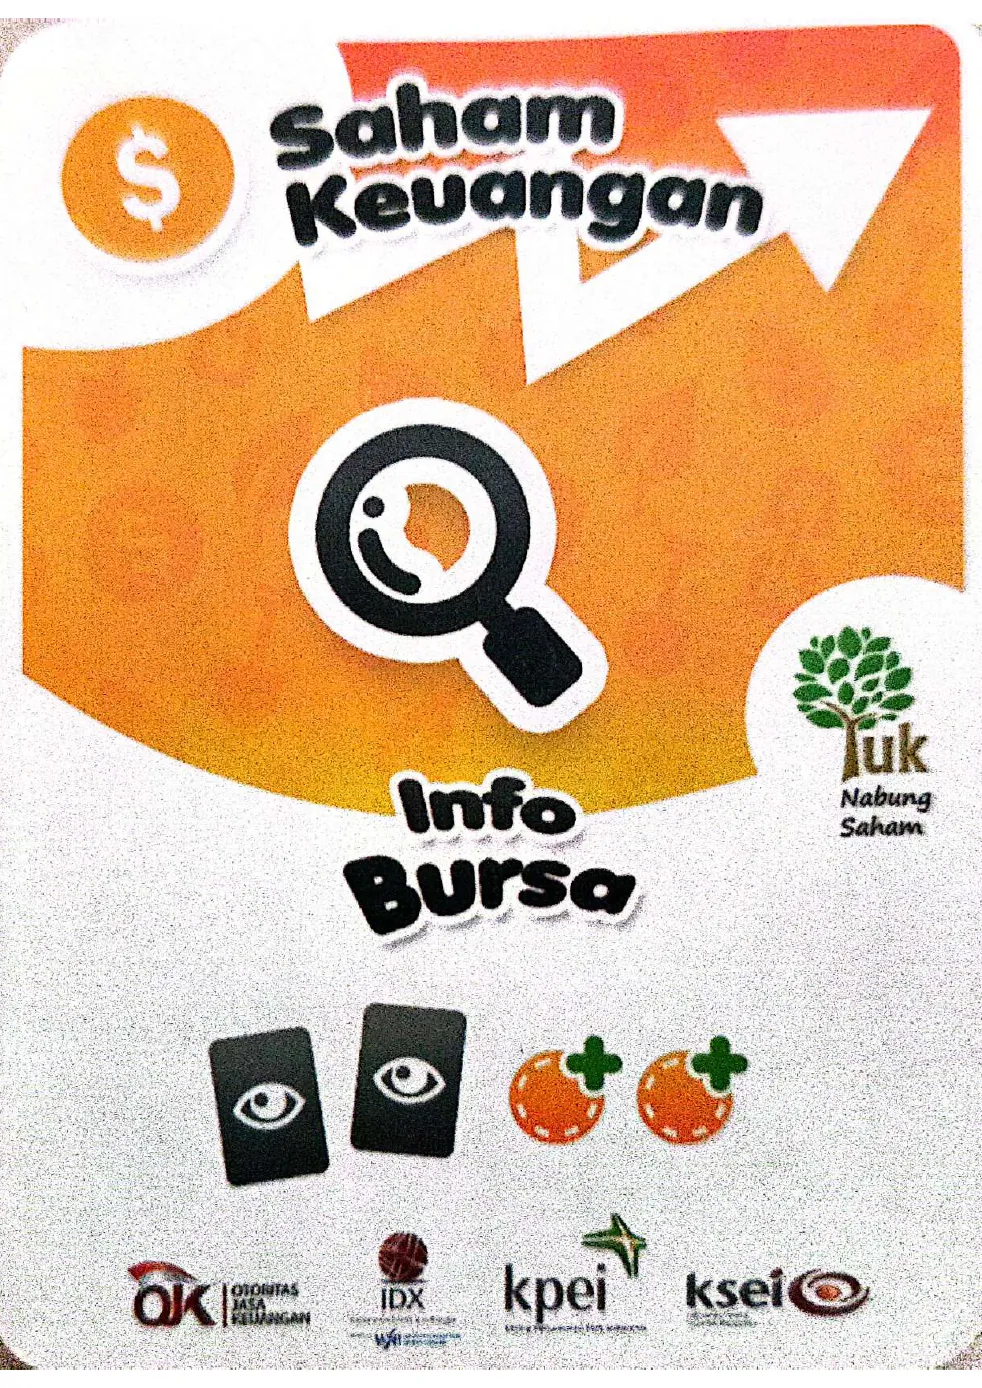 $
Saham
Keuangan
Yuk
Nabung
Saham
Info
Bursa
OJK
OTORITAS
JASA
KEUANGAN
IDX
kpei
ksei